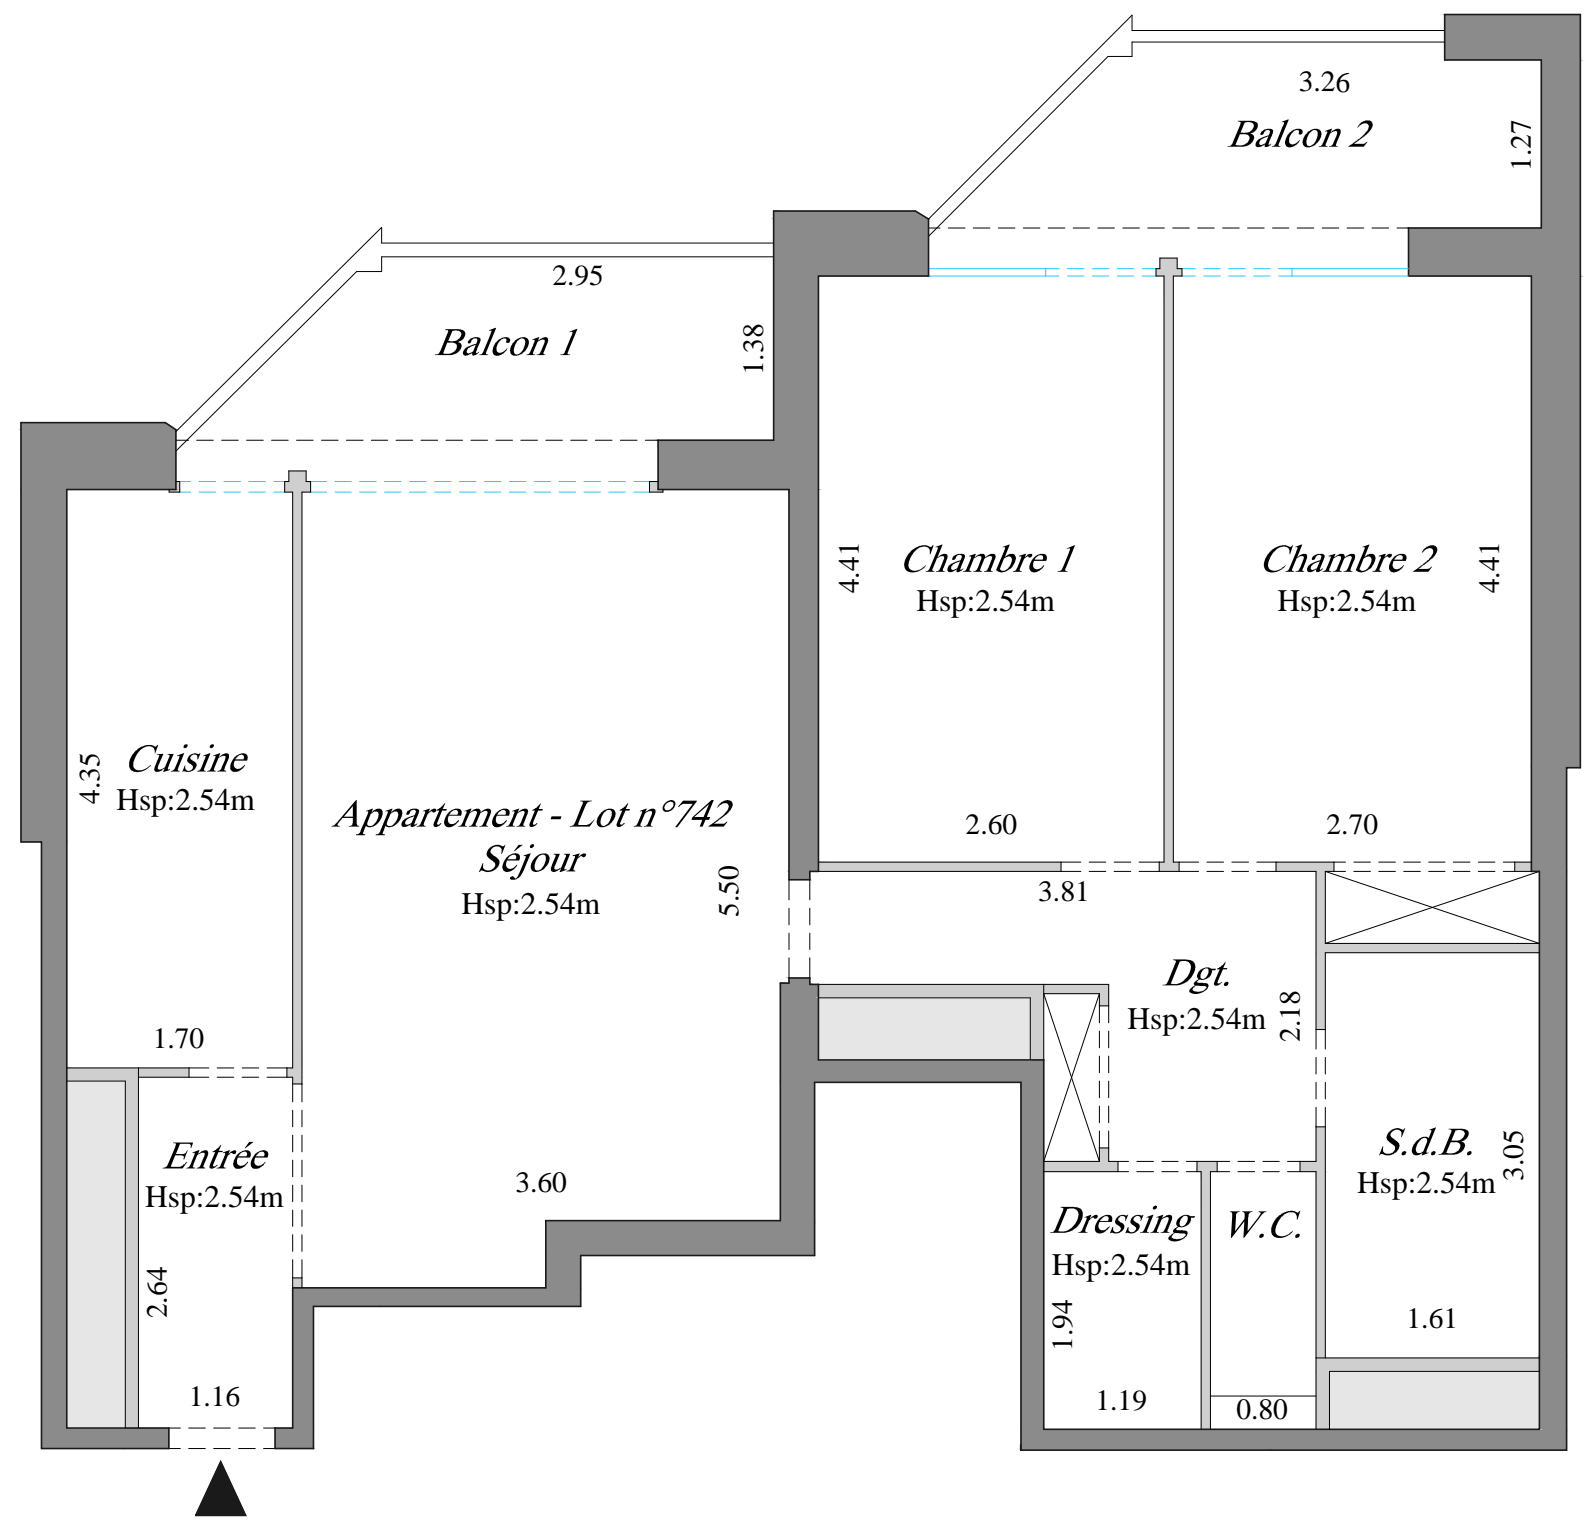 3.26
Balcon 2
1.27
2.95
Balcon 1
1.38
Chambre 1
Hsp:2.54m
4.41
2.60
Chambre 2
Hsp:2.54m
4.41
2.70
Cuisine
Hsp:2.54m
4.35
1.70
Appartement - Lot n°742
Séjour
Hsp:2.54m
5.50
3.60
3.81
Dgt.
Hsp:2.54m
2.18
Entrée
Hsp:2.54m
2.64
1.16
S.d.B.
Hsp:2.54m
3.05
1.61
Dressing
Hsp:2.54m
1.94
1.19
W.C.
0.80